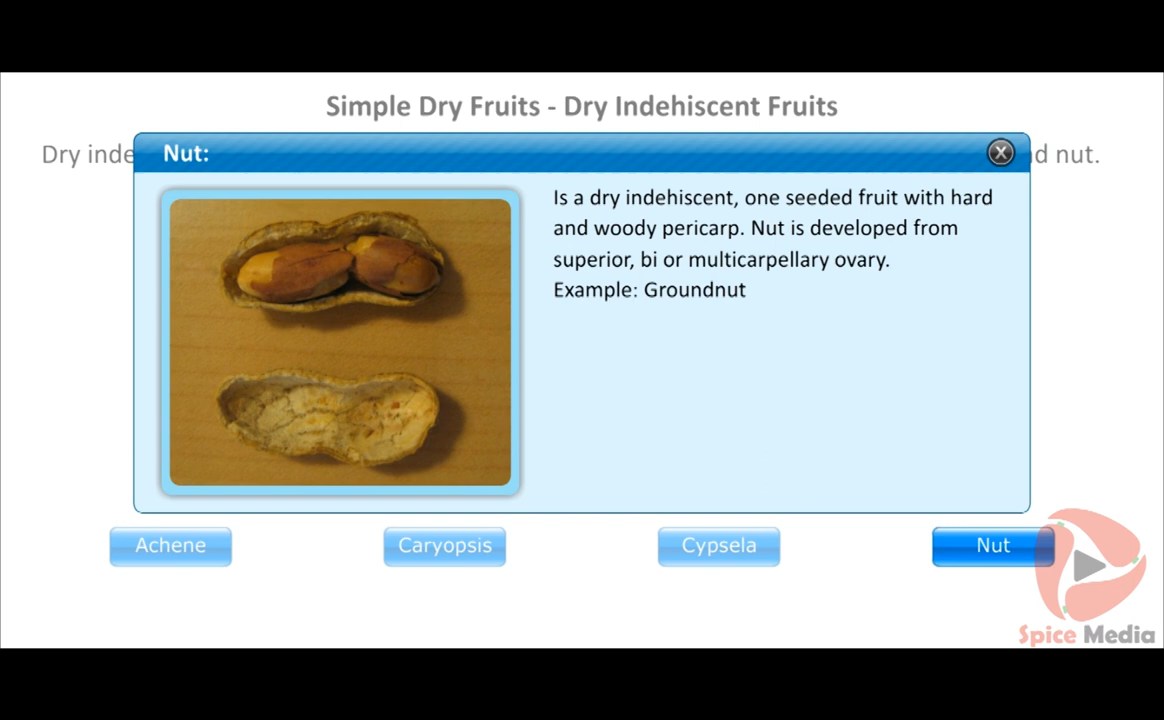 Simple Dry Fruits - Dry Indehiscent Fruits
Dry inde
d nut.
Nut:
X
Is a dry indehiscent, one seeded fruit with hard
and woody pericarp. Nut is developed from
superior, bi or multicarpellary ovary.
Example: Groundnut
Achene
Caryopsis
Cypsela
Nut
Spice Media